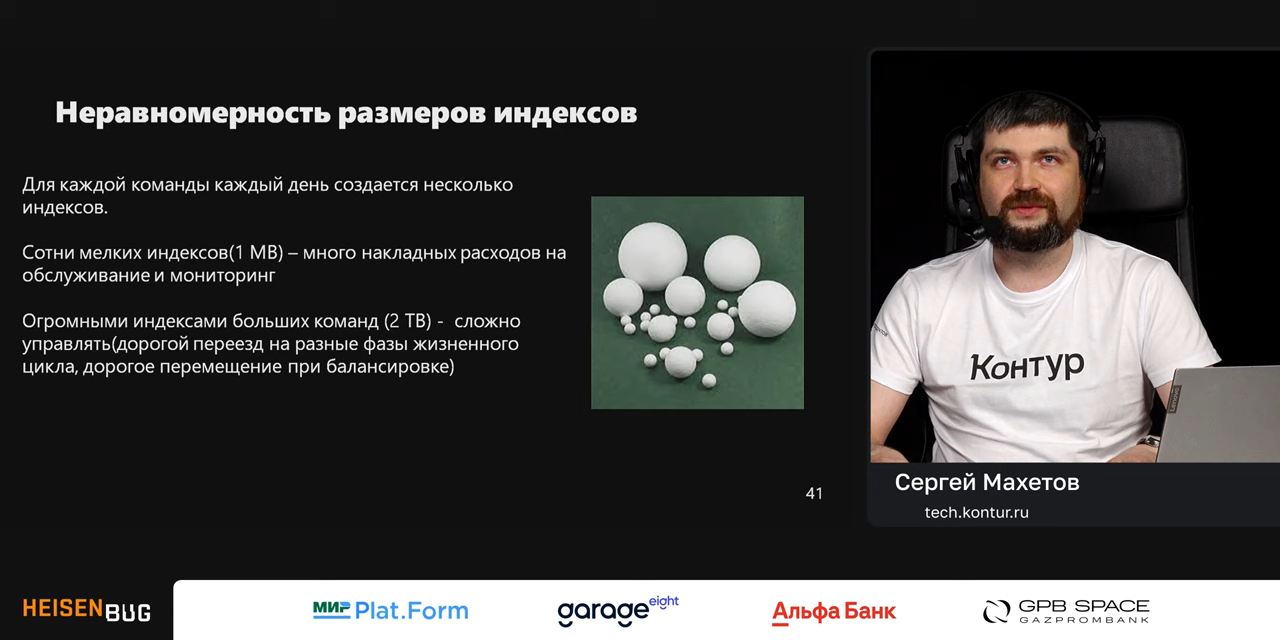 Неравномерность размеров индексов
Для каждой команды каждый день создается несколько
индексов.
Сотни мелких индексов(1 MB) – много накладных расходов на
обслуживание и мониторинг
Огромными индексами больших команд (2 TB) - сложно
управлять(дорогой переезд на разные фазы жизненного
цикла, дорогое перемещение при балансировке)
41
Контур
Lenovo
Сергей Махетов
tech.kontur.ru
HEISENBUG
МИР Plat.Form
garage eight
Альфа Банк
GPB SPACE
GAZPROMBANK